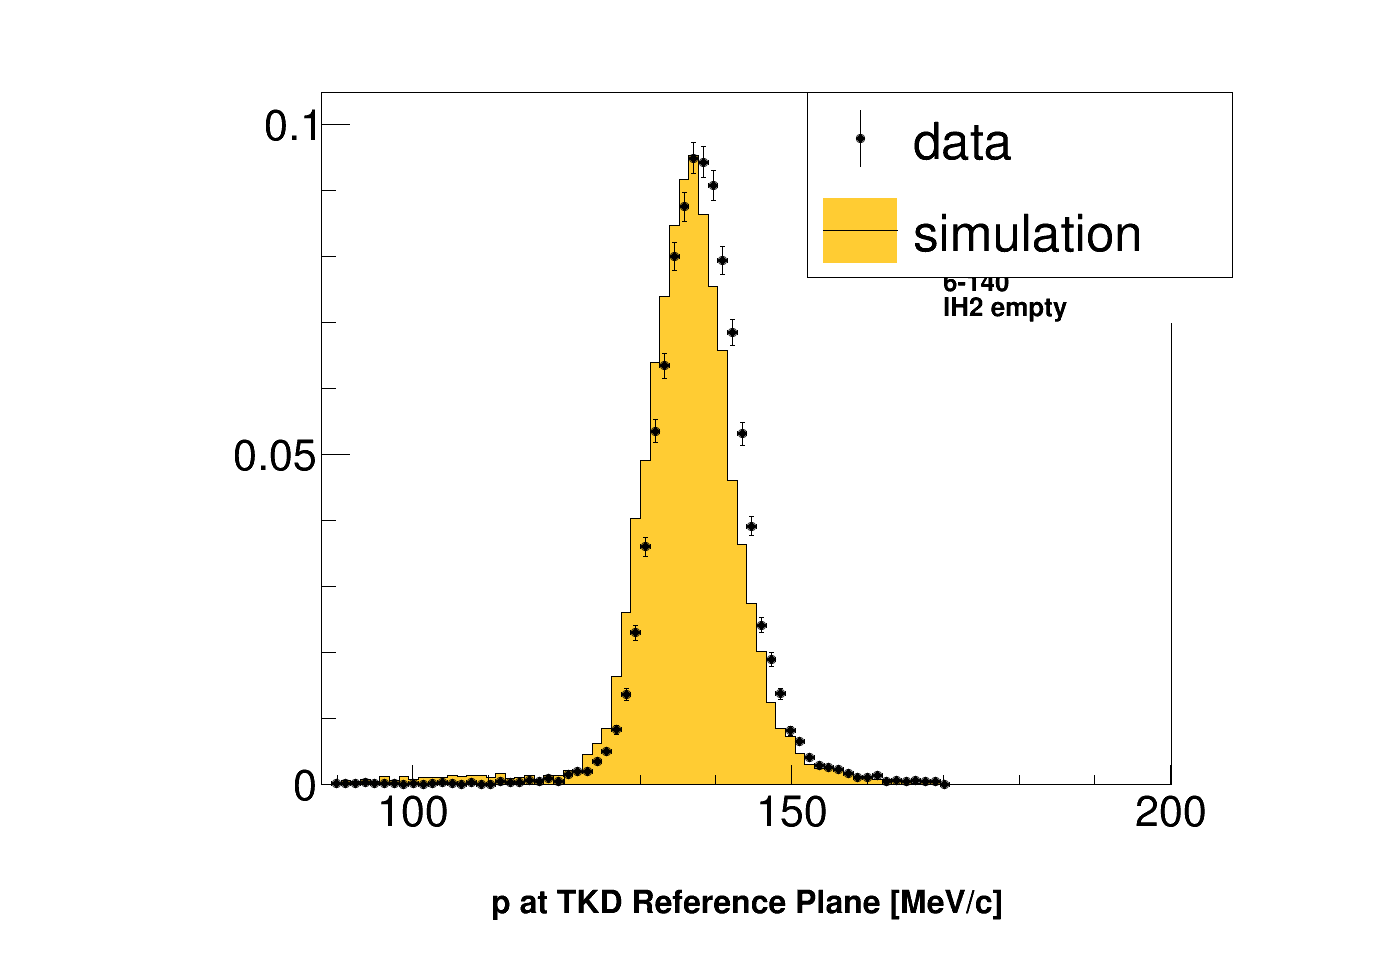 0.1
data
simulation
6-140
lH2 empty
0.05
0
100
150
200
p at TKD Reference Plane [MeV/c]